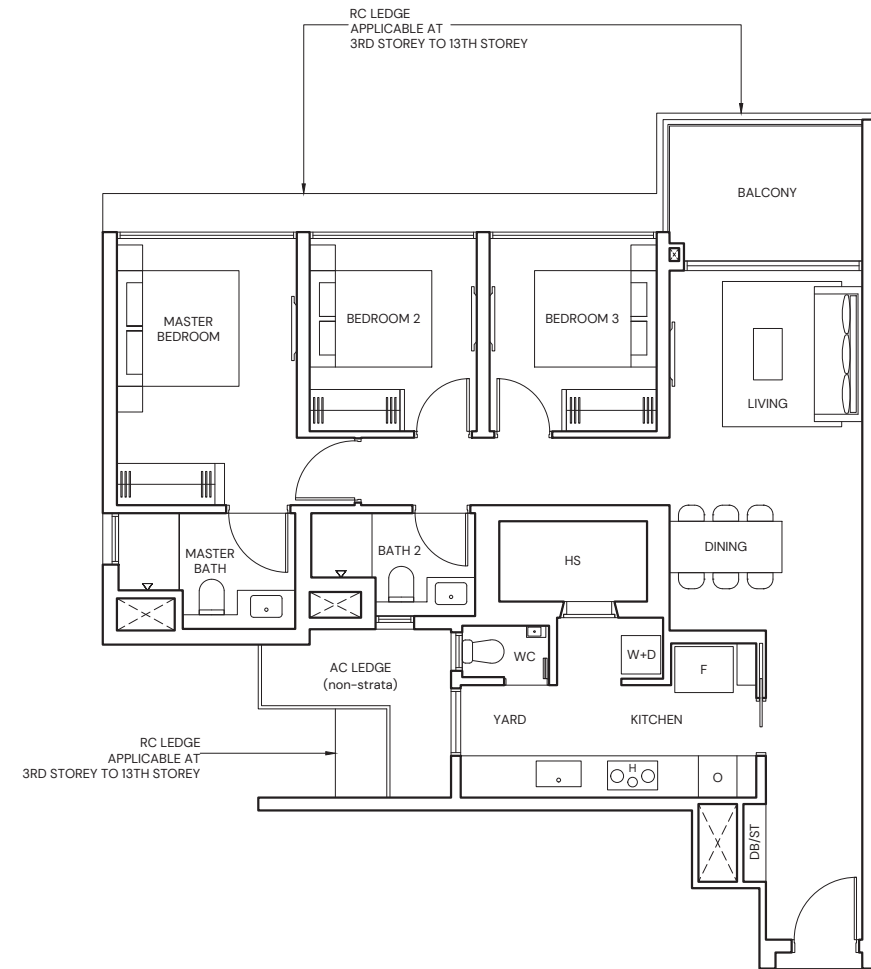 RC LEDGE
APPLICABLE AT
3RD STOREY TO 13TH STOREY
BALCONY
MASTER
BEDROOM
BEDROOM 2
BEDROOM 3
LIVING
MASTER
BATH
BATH 2
HS
DINING
WC
W+D
F
AC LEDGE
(non-strata)
YARD
KITCHEN
RC LEDGE
APPLICABLE AT
3RD STOREY TO 13TH STOREY
H
O
DB/ST